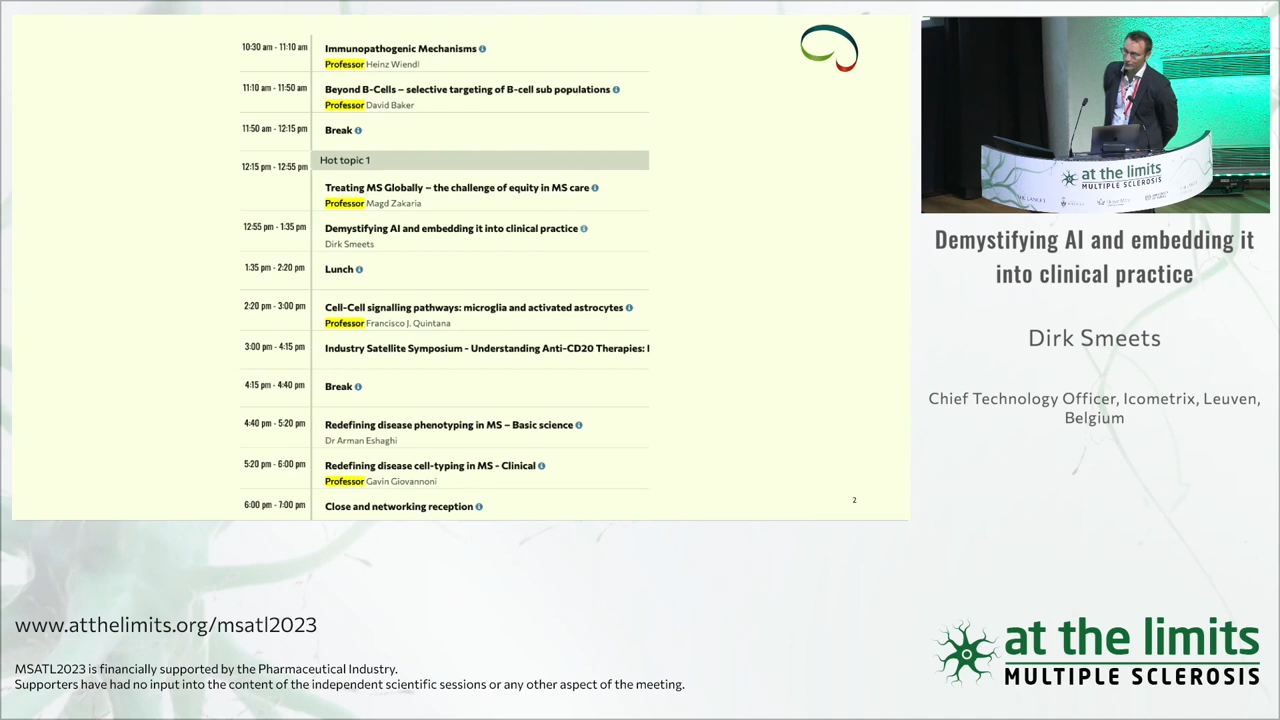 10:30 am - 11:10 am
Immunopathogenic Mechanisms
Professor Heinz Wiendl
11:10 am - 11:50 am
Beyond B-Cells – selective targeting of B-cell sub populations
Professor David Baker
11:50 am - 12:15 pm
Break
Hot topic 1
12:15 pm - 12:55 pm
Treating MS Globally – the challenge of equity in MS care
Professor Magd Zakaria
12:55 pm - 1:35 pm
Demystifying AI and embedding it into clinical practice
Dirk Smeets
1:35 pm - 2:20 pm
Lunch
2:20 pm - 3:00 pm
Cell-Cell signalling pathways: microglia and activated astrocytes
Professor Francisco J. Quintana
3:00 pm - 4:15 pm
Industry Satellite Symposium - Understanding Anti-CD20 Therapies:
4:15 pm - 4:40 pm
Break
4:40 pm - 5:20 pm
Redefining disease phenotyping in MS – Basic science
Dr Arman Eshaghi
5:20 pm - 6:00 pm
Redefining disease cell-typing in MS - Clinical
Professor Gavin Giovannoni
6:00 pm - 7:00 pm
Close and networking reception
2
at the limits
MULTIPLE SCLEROSIS
Demystifying AI and embedding it
into clinical practice
Dirk Smeets
Chief Technology Officer, Icometrix, Leuven,
Belgium
www.atthelimits.org/msatl2023
MSATL2023 is financially supported by the Pharmaceutical Industry.
Supporters have had no input into the content of the independent scientific sessions or any other aspect of the meeting.
at the limits
MULTIPLE SCLEROSIS